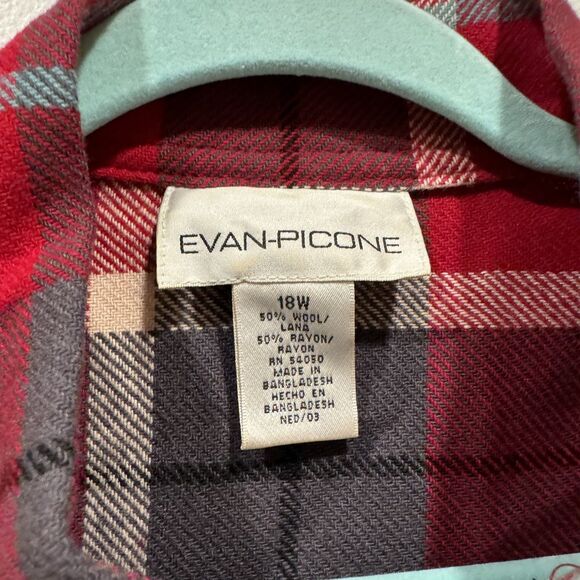 EVAN-PICONE
18W
50% WOOL/
LANA
50% RAYON/
RAYON
RN 54050
MADE IN
BANGLADESH
HECHO EN
BANGLADESH
NED/03